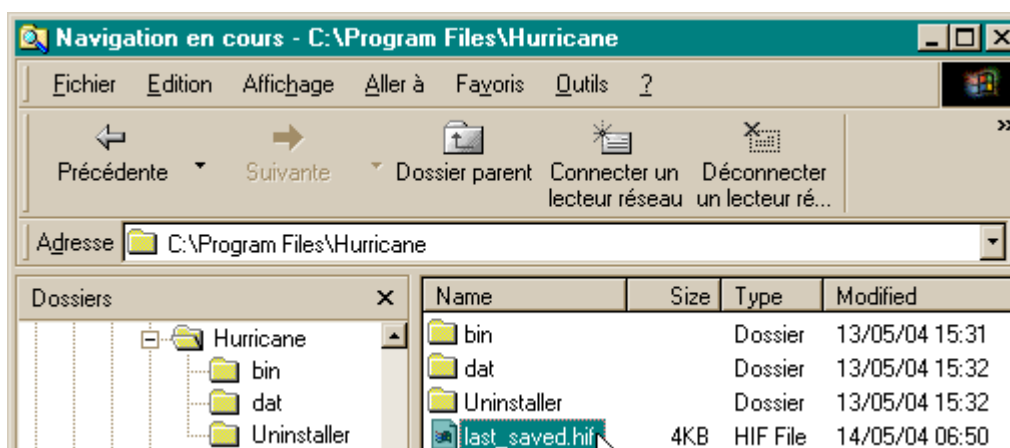 Navigation en cours - C:\Program Files\Hurricane
Fichier Edition Affichage Aller à Favoris Outils ?
Précédente Suivante Dossier parent Connecter un lecteur réseau Déconnecter un lecteur ré...
Adresse C:\Program Files\Hurricane
Dossiers
Hurricane
bin
dat
Uninstaller
Name Size Type Modified
bin Dossier 13/05/04 15:31
dat Dossier 13/05/04 15:32
Uninstaller Dossier 13/05/04 15:32
last_saved.hif 4KB HIF File 14/05/04 06:50